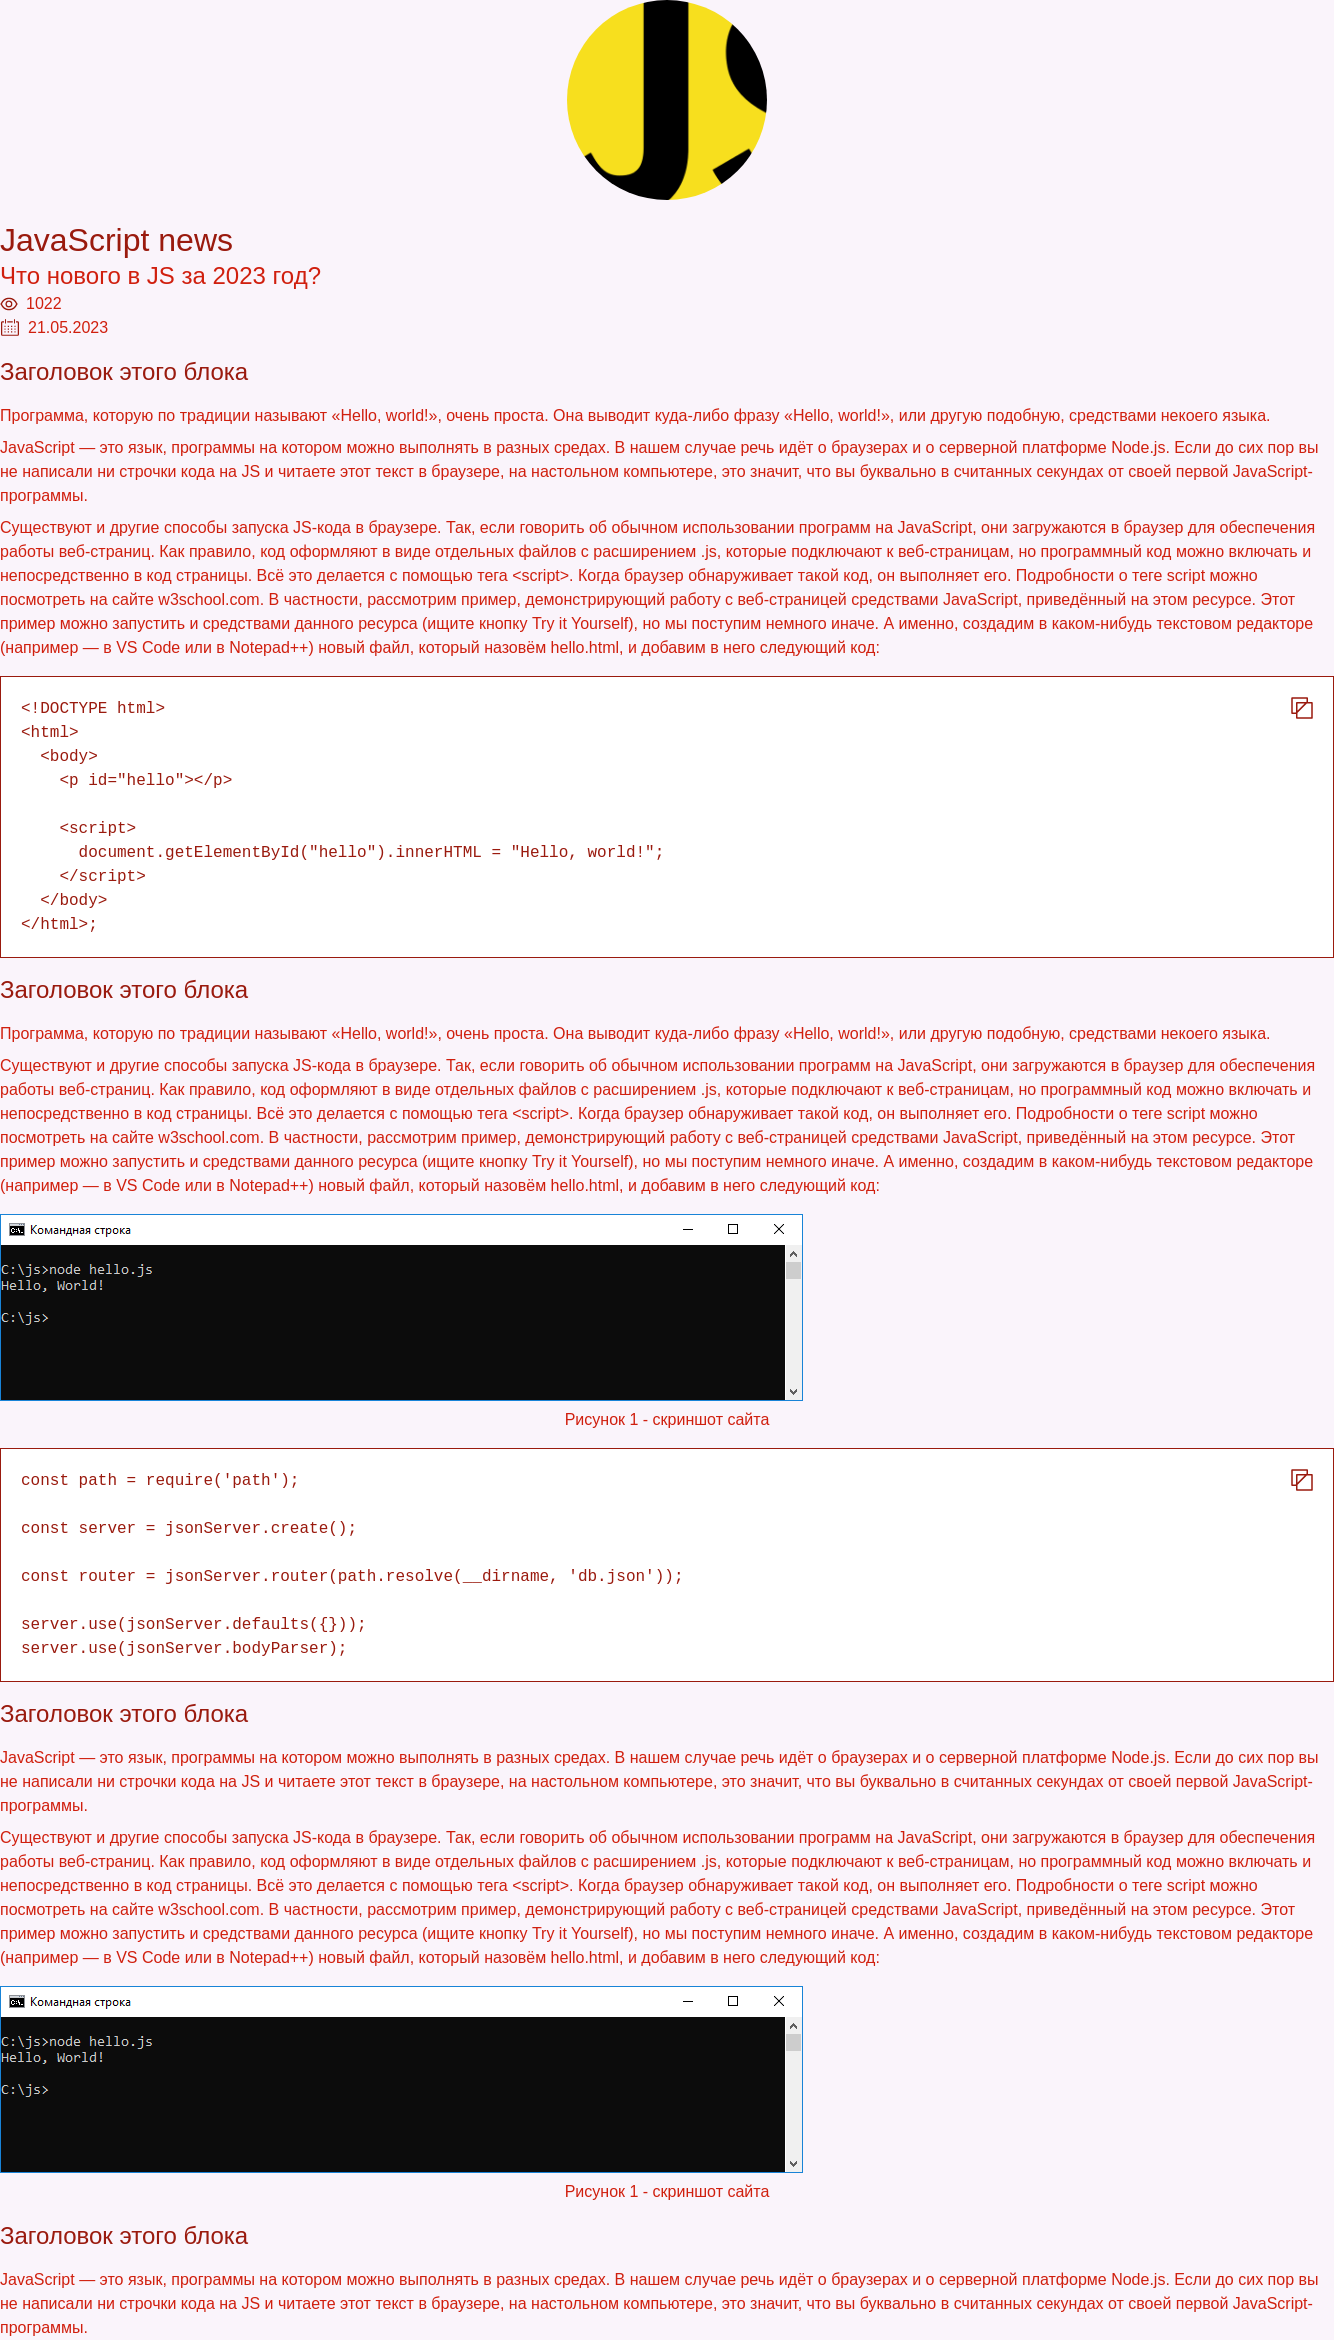 JS
JavaScript news
Что нового в JS за 2023 год?
1022
21.05.2023
Заголовок этого блока
Программа, которую по традиции называют «Hello, world!», очень проста. Она выводит куда-либо фразу «Hello, world!», или другую подобную, средствами некоего языка.
JavaScript — это язык, программы на котором можно выполнять в разных средах. В нашем случае речь идёт о браузерах и о серверной платформе Node.js. Если до сих пор вы
не написали ни строчки кода на JS и читаете этот текст в браузере, на настольном компьютере, это значит, что вы буквально в считанных секундах от своей первой JavaScript-
программы.
Существуют и другие способы запуска JS-кода в браузере. Так, если говорить об обычном использовании программ на JavaScript, они загружаются в браузер для обеспечения
работы веб-страниц. Как правило, код оформляют в виде отдельных файлов с расширением .js, которые подключают к веб-страницам, но программный код можно включать и
непосредственно в код страницы. Всё это делается с помощью тега <script>. Когда браузер обнаруживает такой код, он выполняет его. Подробности о теге script можно
посмотреть на сайте w3school.com. В частности, рассмотрим пример, демонстрирующий работу с веб-страницей средствами JavaScript, приведённый на этом ресурсе. Этот
пример можно запустить и средствами данного ресурса (ищите кнопку Try it Yourself), но мы поступим немного иначе. А именно, создадим в каком-нибудь текстовом редакторе
(например — в VS Code или в Notepad++) новый файл, который назовём hello.html, и добавим в него следующий код:
<!DOCTYPE html>
<html>
  <body>
    <p id="hello"></p>
    <script>
      document.getElementById("hello").innerHTML = "Hello, world!";
    </script>
  </body>
</html>;
Заголовок этого блока
Программа, которую по традиции называют «Hello, world!», очень проста. Она выводит куда-либо фразу «Hello, world!», или другую подобную, средствами некоего языка.
Существуют и другие способы запуска JS-кода в браузере. Так, если говорить об обычном использовании программ на JavaScript, они загружаются в браузер для обеспечения
работы веб-страниц. Как правило, код оформляют в виде отдельных файлов с расширением .js, которые подключают к веб-страницам, но программный код можно включать и
непосредственно в код страницы. Всё это делается с помощью тега <script>. Когда браузер обнаруживает такой код, он выполняет его. Подробности о теге script можно
посмотреть на сайте w3school.com. В частности, рассмотрим пример, демонстрирующий работу с веб-страницей средствами JavaScript, приведённый на этом ресурсе. Этот
пример можно запустить и средствами данного ресурса (ищите кнопку Try it Yourself), но мы поступим немного иначе. А именно, создадим в каком-нибудь текстовом редакторе
(например — в VS Code или в Notepad++) новый файл, который назовём hello.html, и добавим в него следующий код:
Командная строка
C:\js>node hello.js
Hello, World!
C:\js>
Рисунок 1 - скриншот сайта
const path = require('path');
const server = jsonServer.create();
const router = jsonServer.router(path.resolve(__dirname, 'db.json'));
server.use(jsonServer.defaults({}));
server.use(jsonServer.bodyParser);
Заголовок этого блока
JavaScript — это язык, программы на котором можно выполнять в разных средах. В нашем случае речь идёт о браузерах и о серверной платформе Node.js. Если до сих пор вы
не написали ни строчки кода на JS и читаете этот текст в браузере, на настольном компьютере, это значит, что вы буквально в считанных секундах от своей первой JavaScript-
программы.
Существуют и другие способы запуска JS-кода в браузере. Так, если говорить об обычном использовании программ на JavaScript, они загружаются в браузер для обеспечения
работы веб-страниц. Как правило, код оформляют в виде отдельных файлов с расширением .js, которые подключают к веб-страницам, но программный код можно включать и
непосредственно в код страницы. Всё это делается с помощью тега <script>. Когда браузер обнаруживает такой код, он выполняет его. Подробности о теге script можно
посмотреть на сайте w3school.com. В частности, рассмотрим пример, демонстрирующий работу с веб-страницей средствами JavaScript, приведённый на этом ресурсе. Этот
пример можно запустить и средствами данного ресурса (ищите кнопку Try it Yourself), но мы поступим немного иначе. А именно, создадим в каком-нибудь текстовом редакторе
(например — в VS Code или в Notepad++) новый файл, который назовём hello.html, и добавим в него следующий код:
Командная строка
C:\js>node hello.js
Hello, World!
C:\js>
Рисунок 1 - скриншот сайта
Заголовок этого блока
JavaScript — это язык, программы на котором можно выполнять в разных средах. В нашем случае речь идёт о браузерах и о серверной платформе Node.js. Если до сих пор вы
не написали ни строчки кода на JS и читаете этот текст в браузере, на настольном компьютере, это значит, что вы буквально в считанных секундах от своей первой JavaScript-
программы.